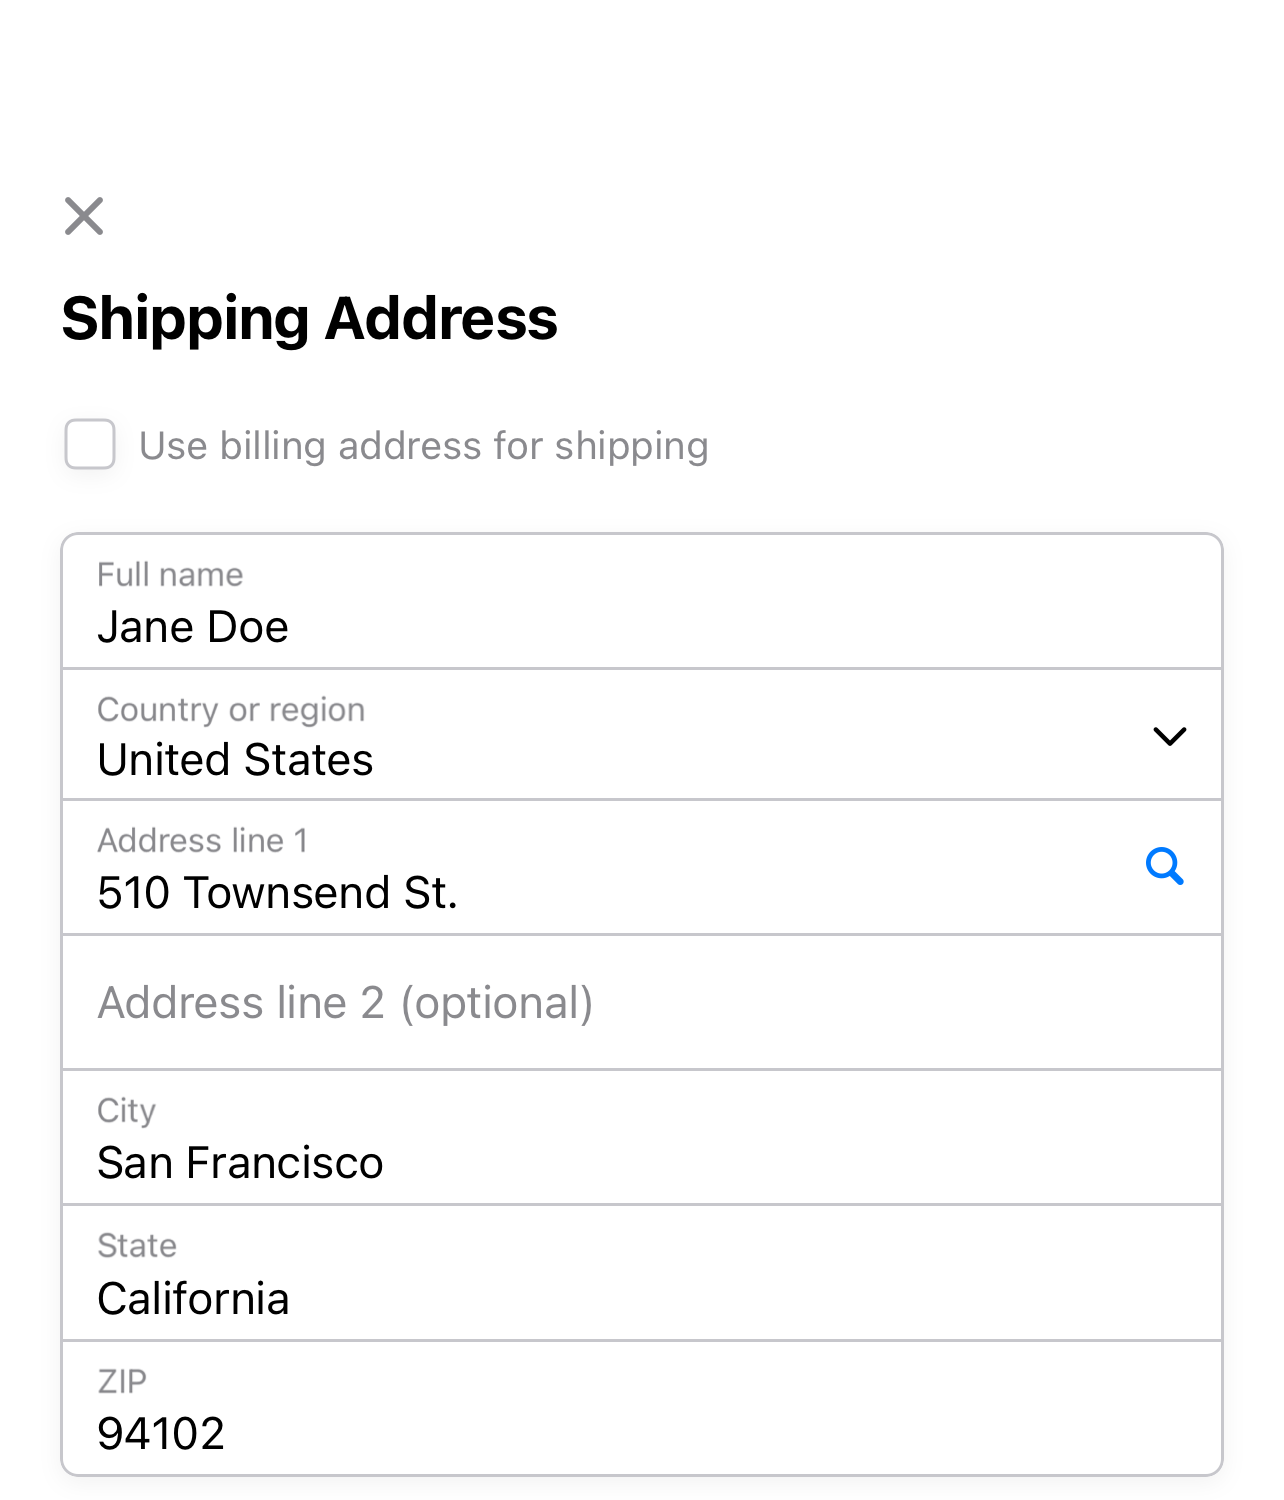 Shipping Address
Use billing address for shipping
Full name
Jane Doe
Country or region
United States
Address line 1
510 Townsend St.
Address line 2 (optional)
City
San Francisco
State
California
ZIP
94102